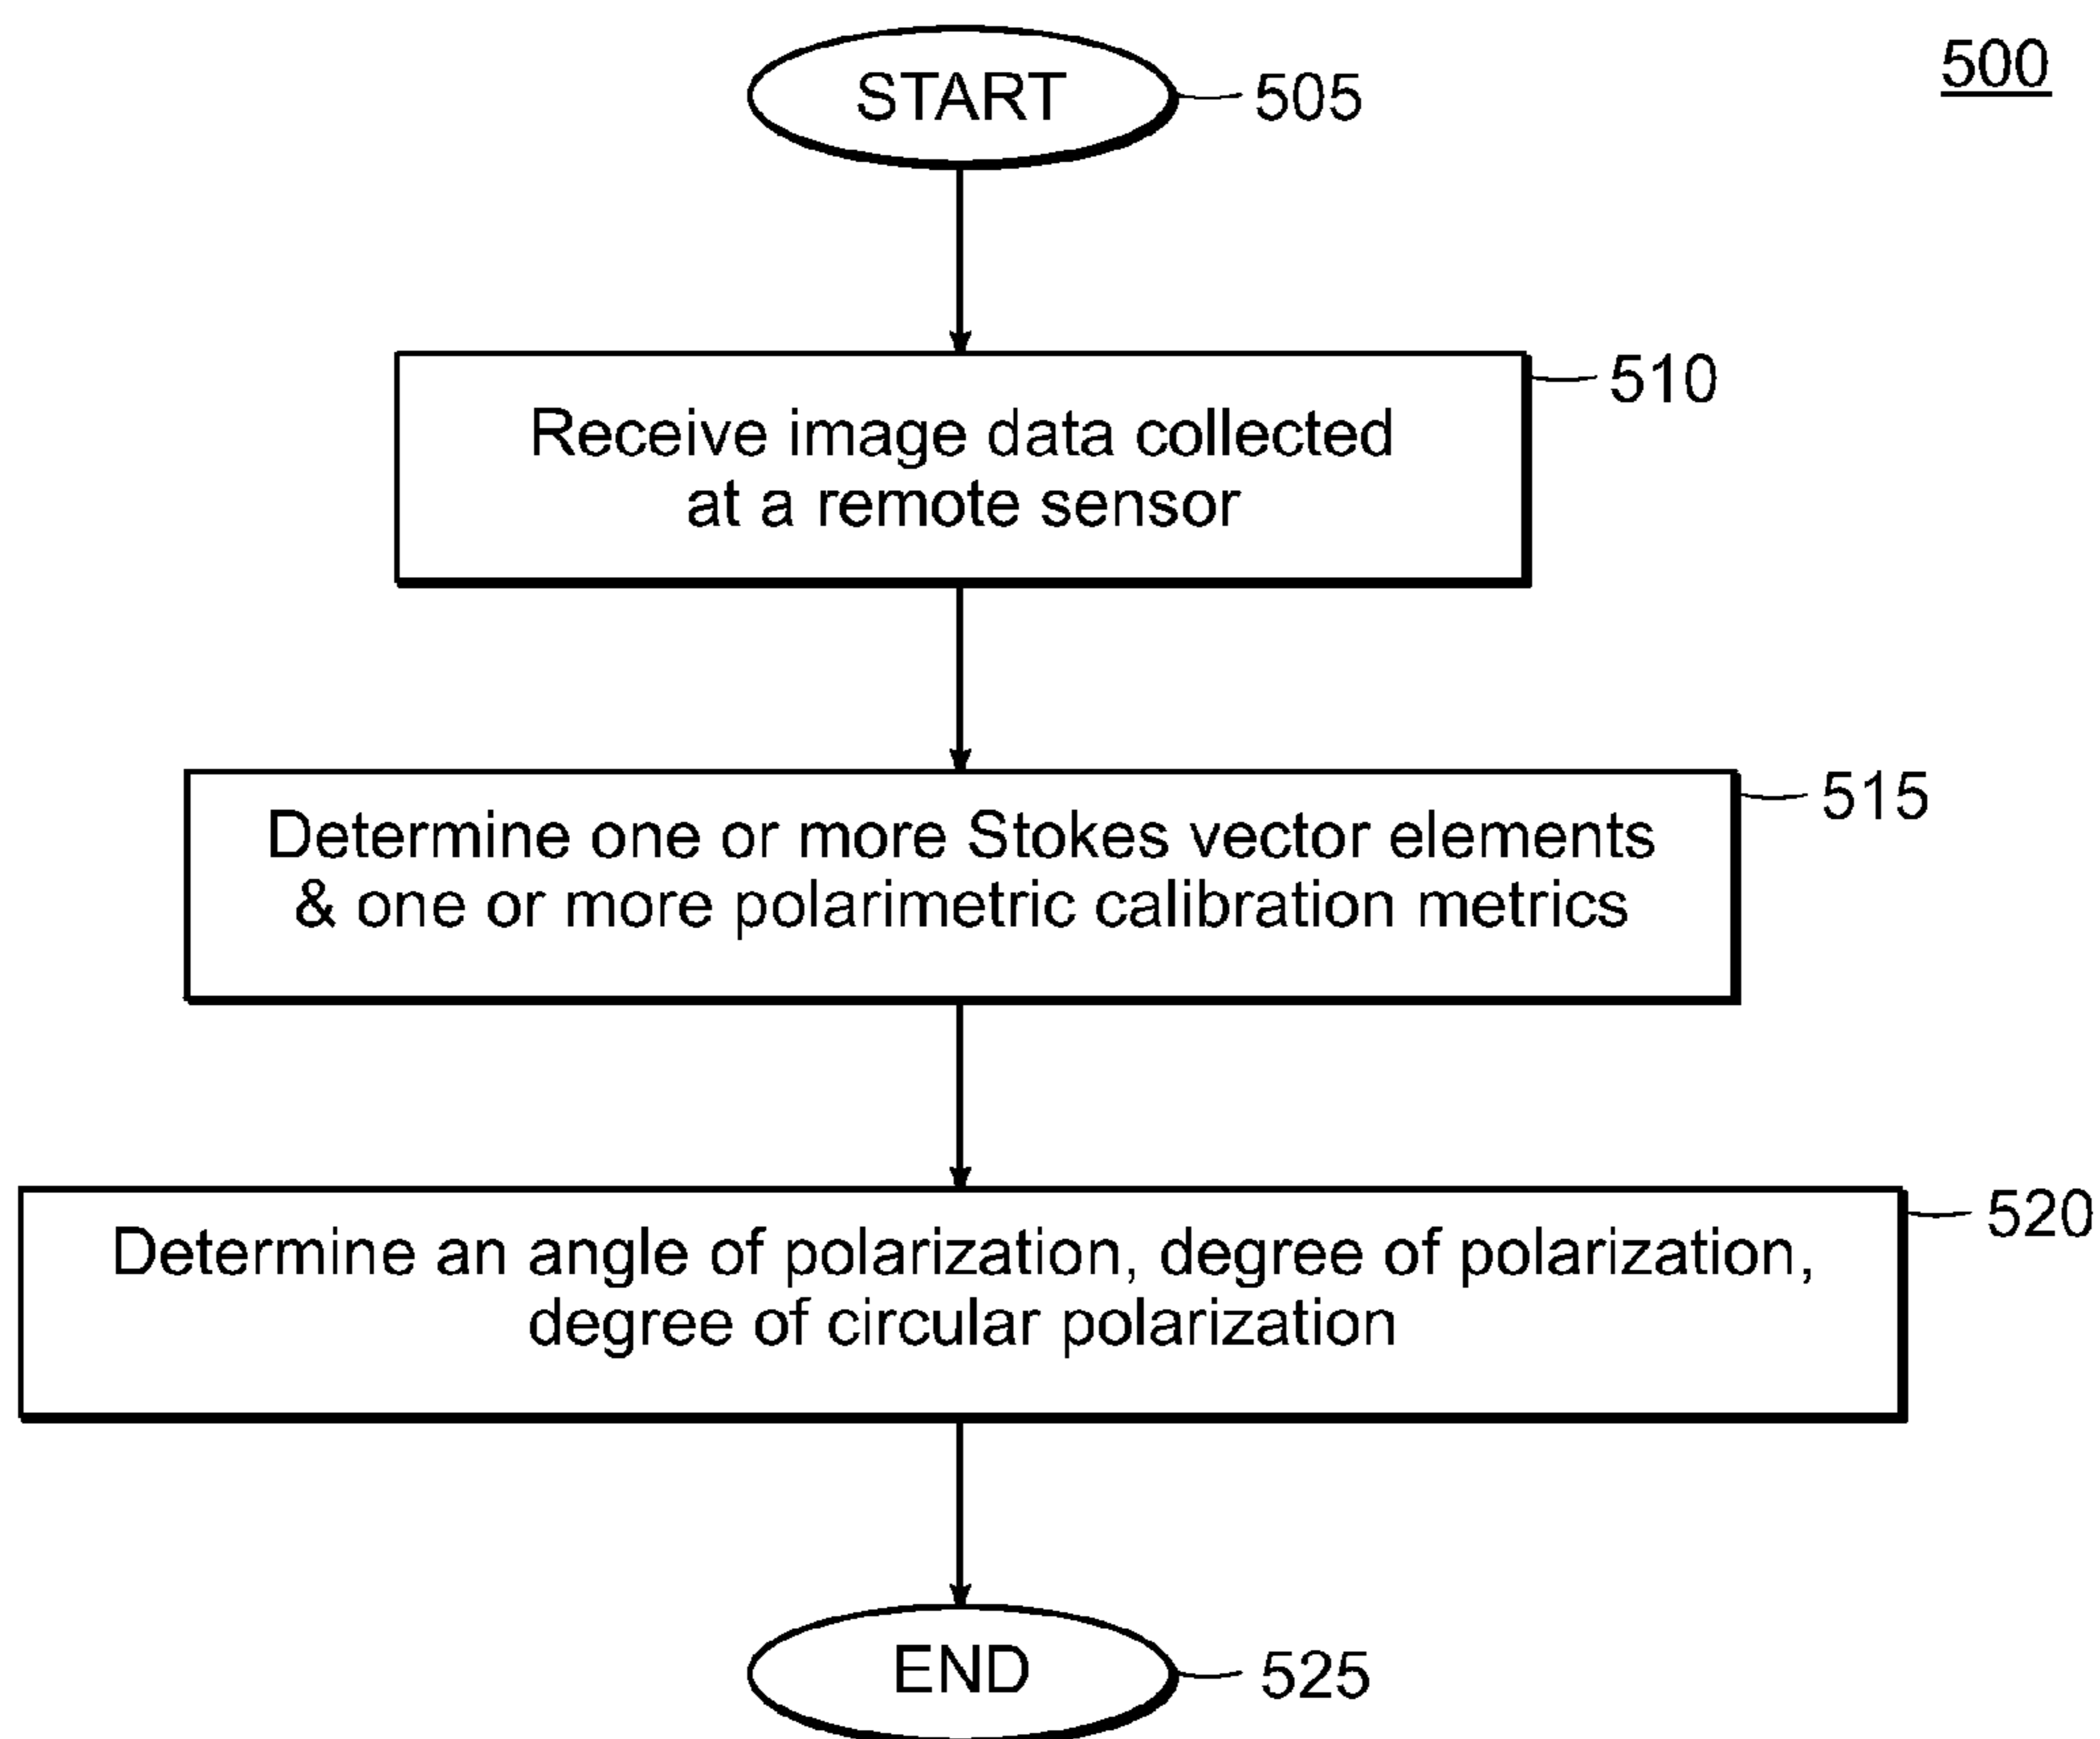 500
START
505
Receive image data collected
at a remote sensor
510
Determine one or more Stokes vector elements
& one or more polarimetric calibration metrics
515
Determine an angle of polarization, degree of polarization,
degree of circular polarization
520
END
525